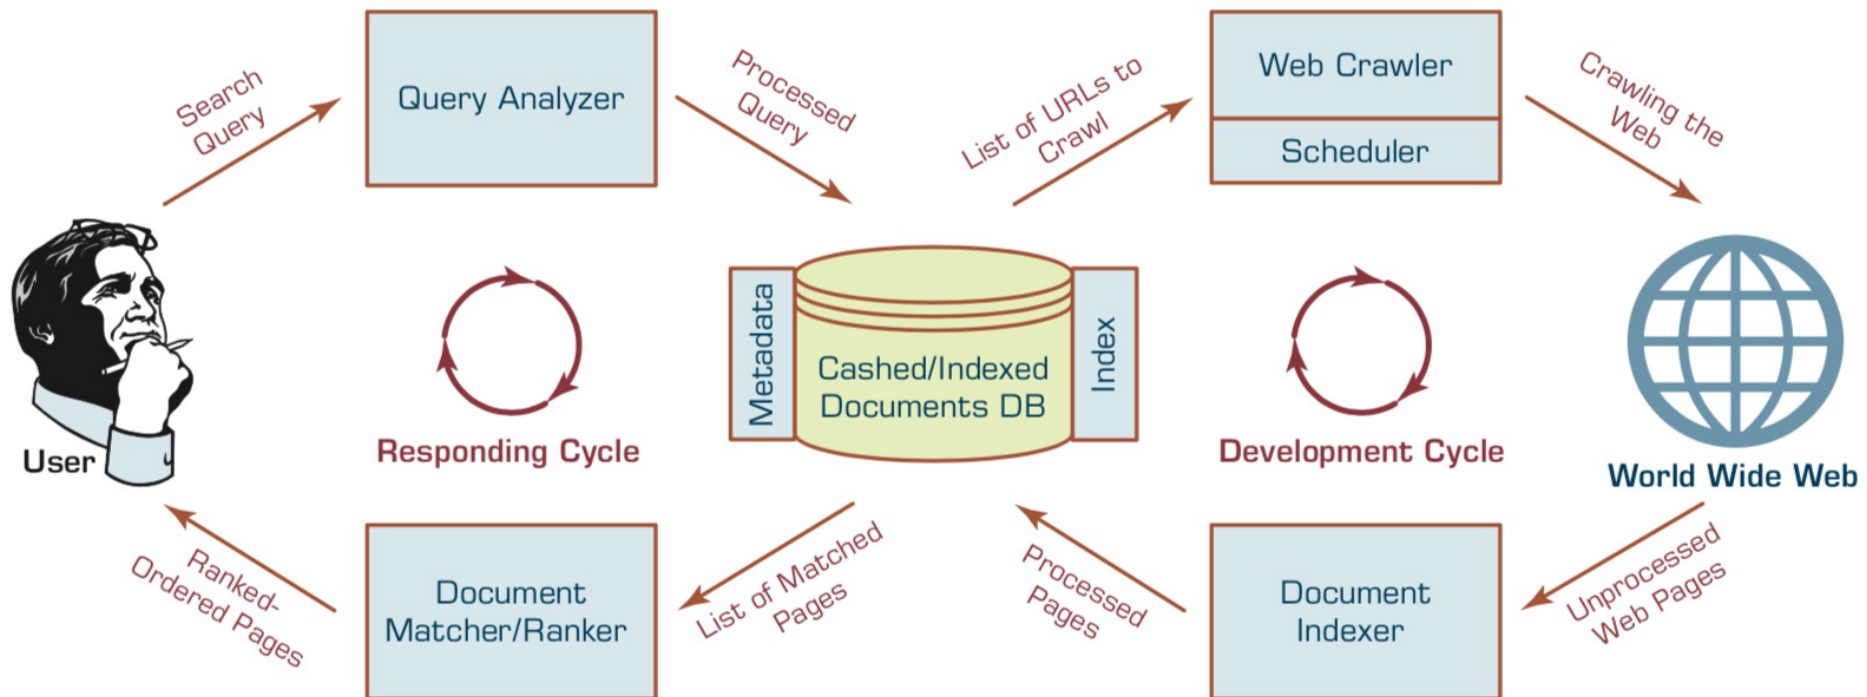 Search
Query
Query Analyzer
Processed
Query
List of URLs to
Crawl
Web Crawler
Scheduler
Crawling the
Web
User
Responding Cycle
Metadata
Cashed/Indexed
Documents DB
Index
Development Cycle
World Wide Web
Ranked-
Ordered Pages
Document
Matcher/Ranker
List of Matched
Pages
Processed
Pages
Document
Indexer
Unprocessed
Web Pages